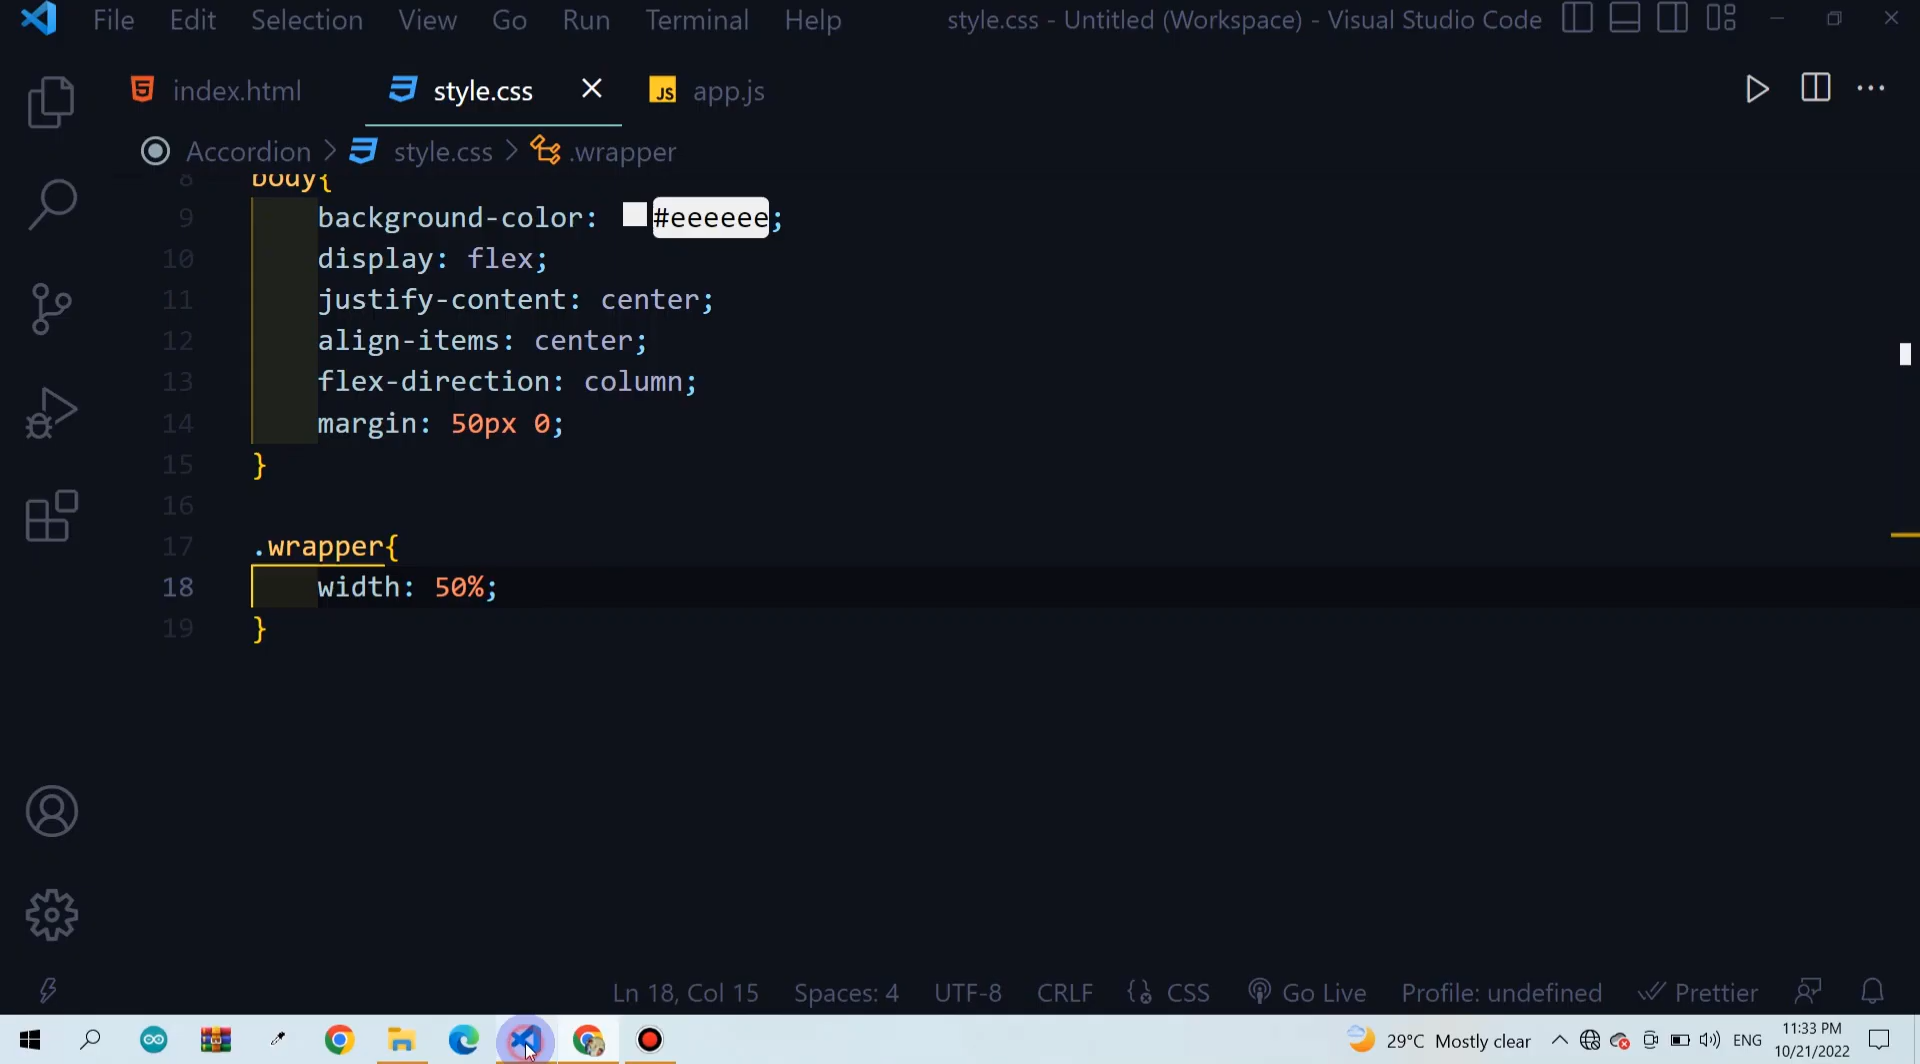 File Edit Selection View Go Run Terminal Help style.css - Untitled (Workspace) - Visual Studio Code
index.html style.css JS app.js
Accordion > style.css > .wrapper
8 body{
9 background-color: #eeeeee;
10 display: flex;
11 justify-content: center;
12 align-items: center;
13 flex-direction: column;
14 margin: 50px 0;
15 }
16
17 .wrapper{
18 width: 50%;
19 }
Ln 18, Col 15 Spaces: 4 UTF-8 CRLF CSS Go Live Profile: undefined Prettier
29°C Mostly clear ENG 11:33 PM
10/21/2022